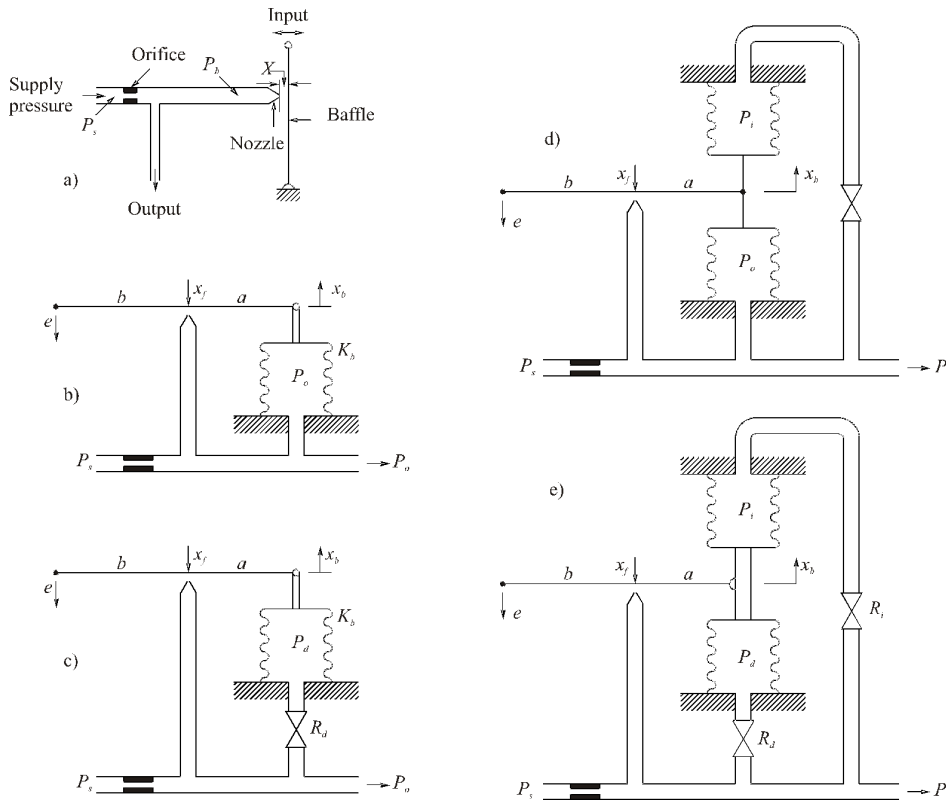 Input
Orifice
P_b
X
Supply
pressure
P_s
Baffle
Nozzle
a)
Output
b
x_f
a
x_b
e
K_b
P_o
b)
P_s
P_o
b
x_f
a
x_b
e
K_b
P_d
c)
R_d
P_s
P_o
P_i
d)
b
x_f
a
x_b
e
P_o
P_s
P
e)
P_i
b
x_f
a
x_b
e
R_i
P_d
R_d
P_s
P